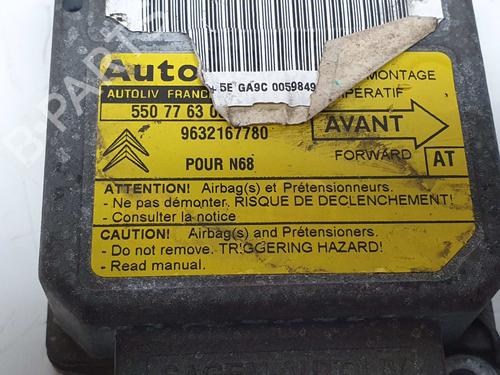 + 5E GA9C 0059849
Auto
MONTAGE
AUTOLIV FRANC
550 77 63 0
AVANT
9632167780
POUR N68
FORWARD
AT
ATTENTION! Airbag(s) et Prétensionneurs.
- Ne pas démonter. RISQUE DE DECLENCHEMENT!
- Consulter la notice
CAUTION! Airbag(s) and Pretensioners.
- Do not remove. TRIGGERING HAZARD!
- Read manual.
B-PARTS